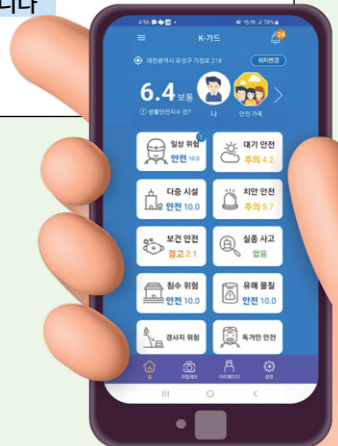 니다
4:56
79%
K-가드
24
대전광역시 유성구 가정로 218
위치변경
6.4 보통
나
안전 가족
생활안전지수 란?
일상 위험
1
안전 10.0
대기 안전
주의 4.2
다중 시설
안전 10.0
치안 안전
주의 5.7
보건 안전
경고 2.1
실종 사고
없음
침수 위험
안전 10.0
유해 물질
안전 10.0
경사지 위험
독거인 안전
홈
마이페이지
설정